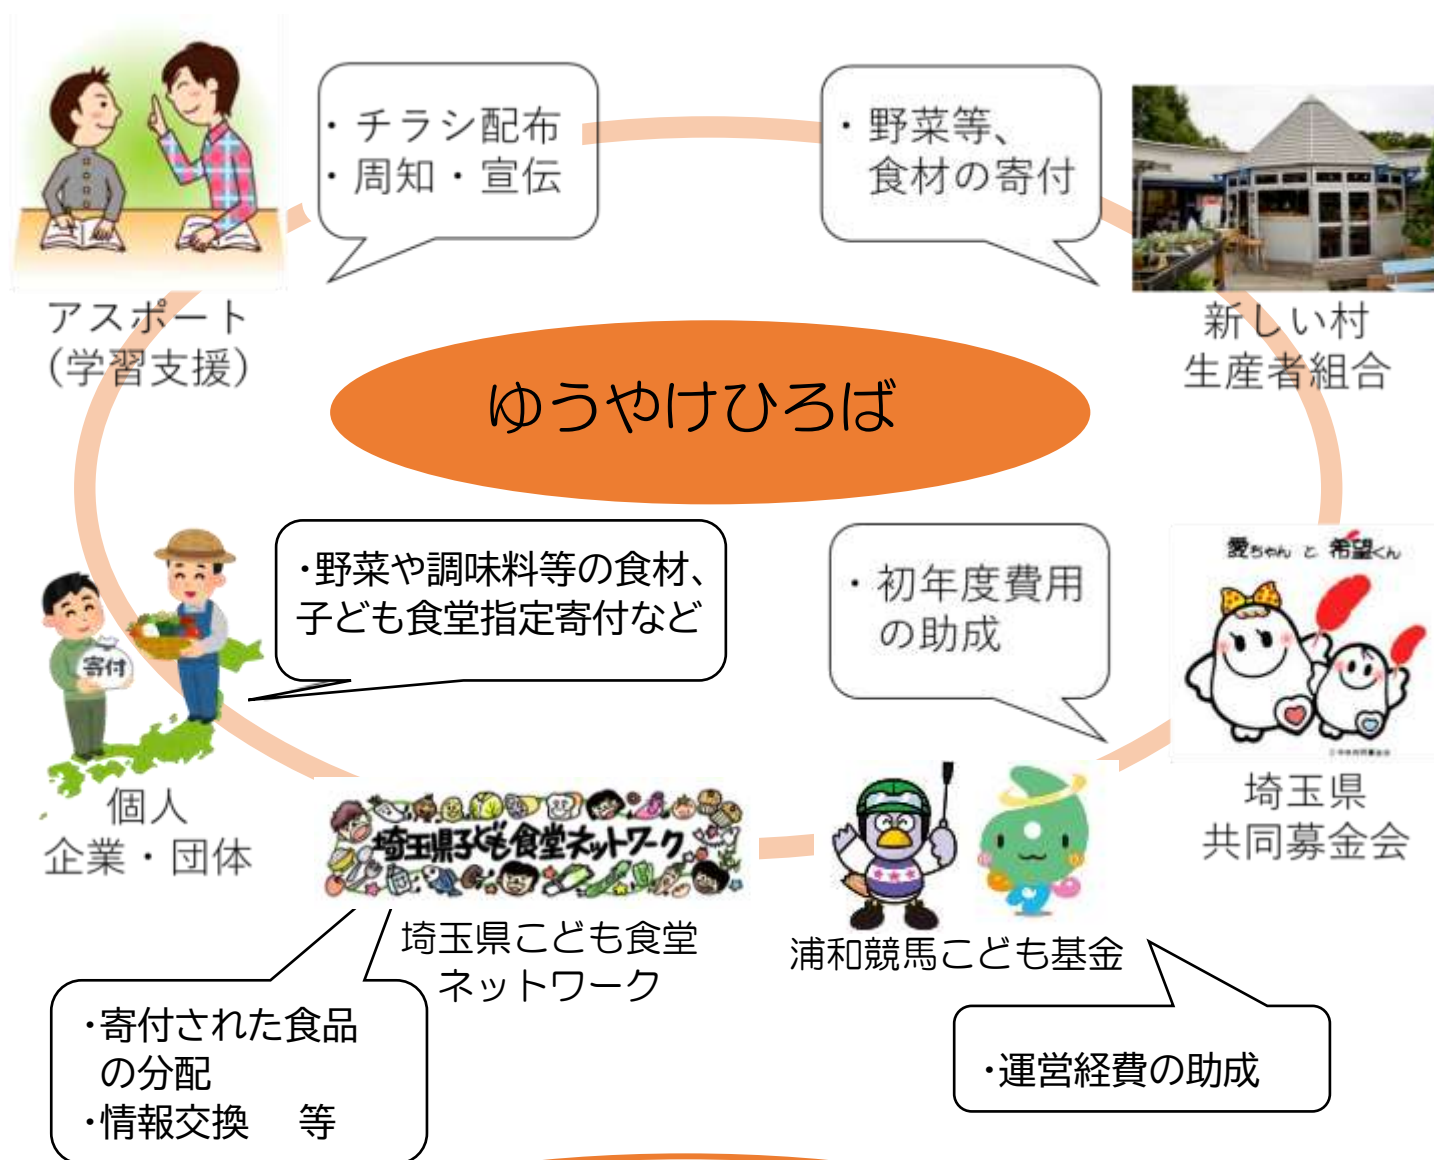 ・チラシ配布
・周知・宣伝
・野菜等、
食材の寄付
アスポート
(学習支援)
新しい村
生産者組合
ゆうやけひろば
・野菜や調味料等の食材、
子ども食堂指定寄付など
寄付
個人
企業・団体
・初年度費用
の助成
愛ちゃん と 希望くん
埼玉県
共同募金会
埼玉県子ども食堂ネットワーク
埼玉県こども食堂
ネットワーク
浦和競馬こども基金
・寄付された食品
の分配
・情報交換 等
・運営経費の助成